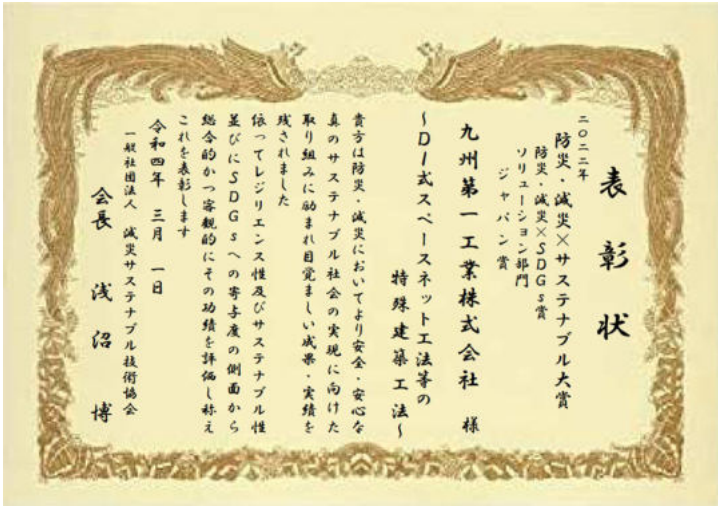 表彰状
二〇二二年
防災・減災×サステナブル大賞
防災・減災×SDGs賞
ソリューション部門
ジャパン賞
九州第一工業株式会社 様
~DI式スペースネット工法等の
特殊建築工法~
貴方は防災・減災においてより安全・安心な
真のサステナブル社会の実現に向けた
取り組みに励まれ目覚ましい成果・実績を
残されました
依ってレジリエンス性及びサステナブル性
並びにSDGsへの寄与度の側面から
総合的かつ客観的にその功績を評価し称え
これを表彰します
令和四年 三月 一日
一般社団法人 減災サステナブル技術協会
会長 浅沼 博